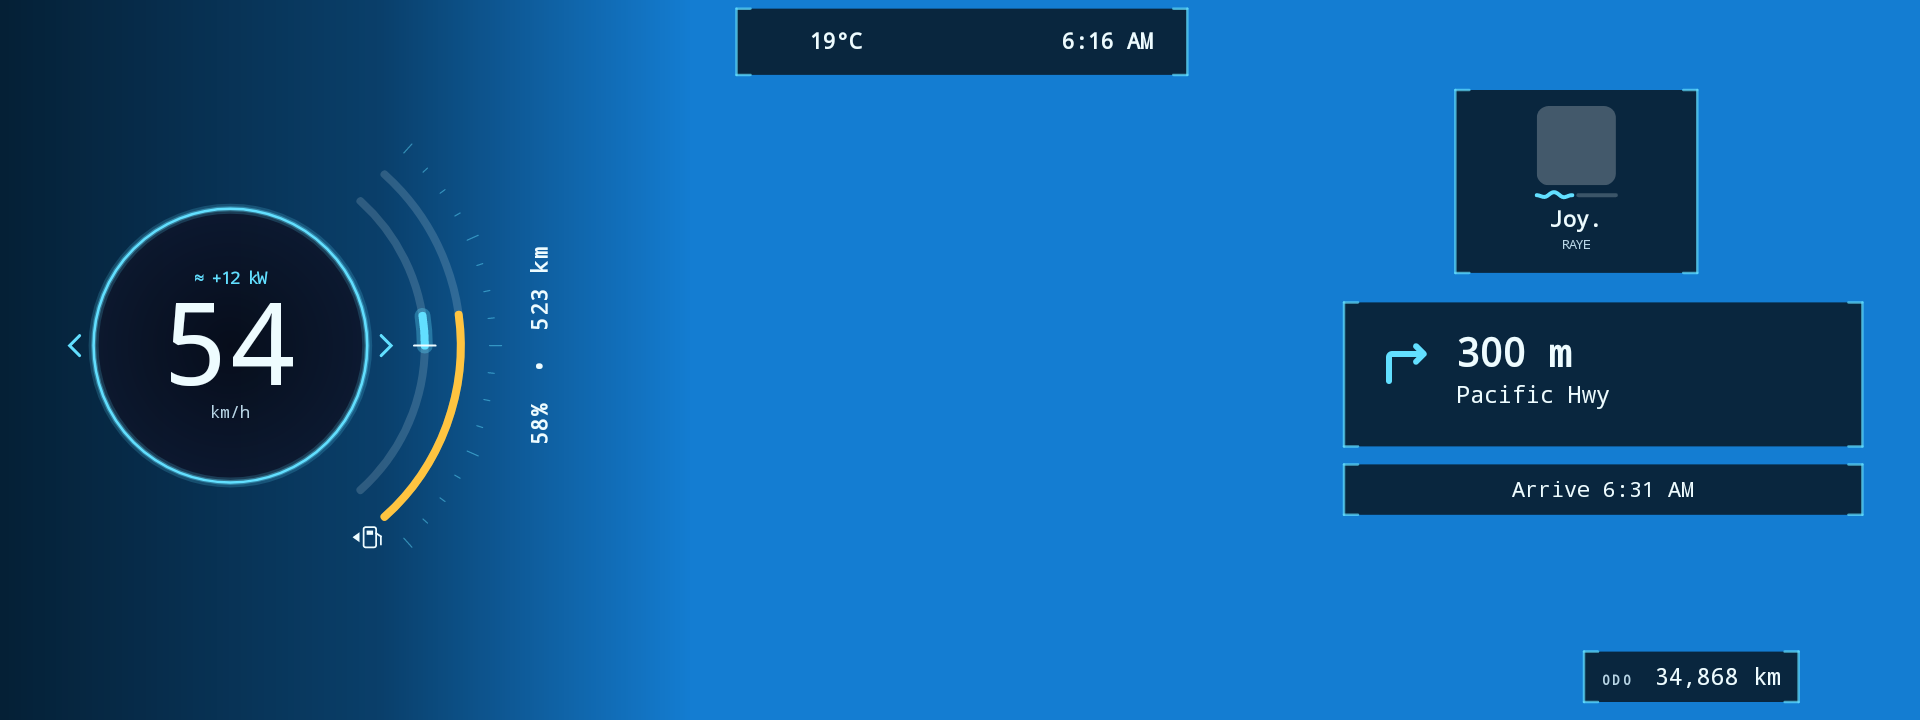 19°C
6:16 AM
≈ +12 kW
54
km/h
58% • 523 km
Joy.
RAYE
300 m
Pacific Hwy
Arrive 6:31 AM
ODO 34,868 km